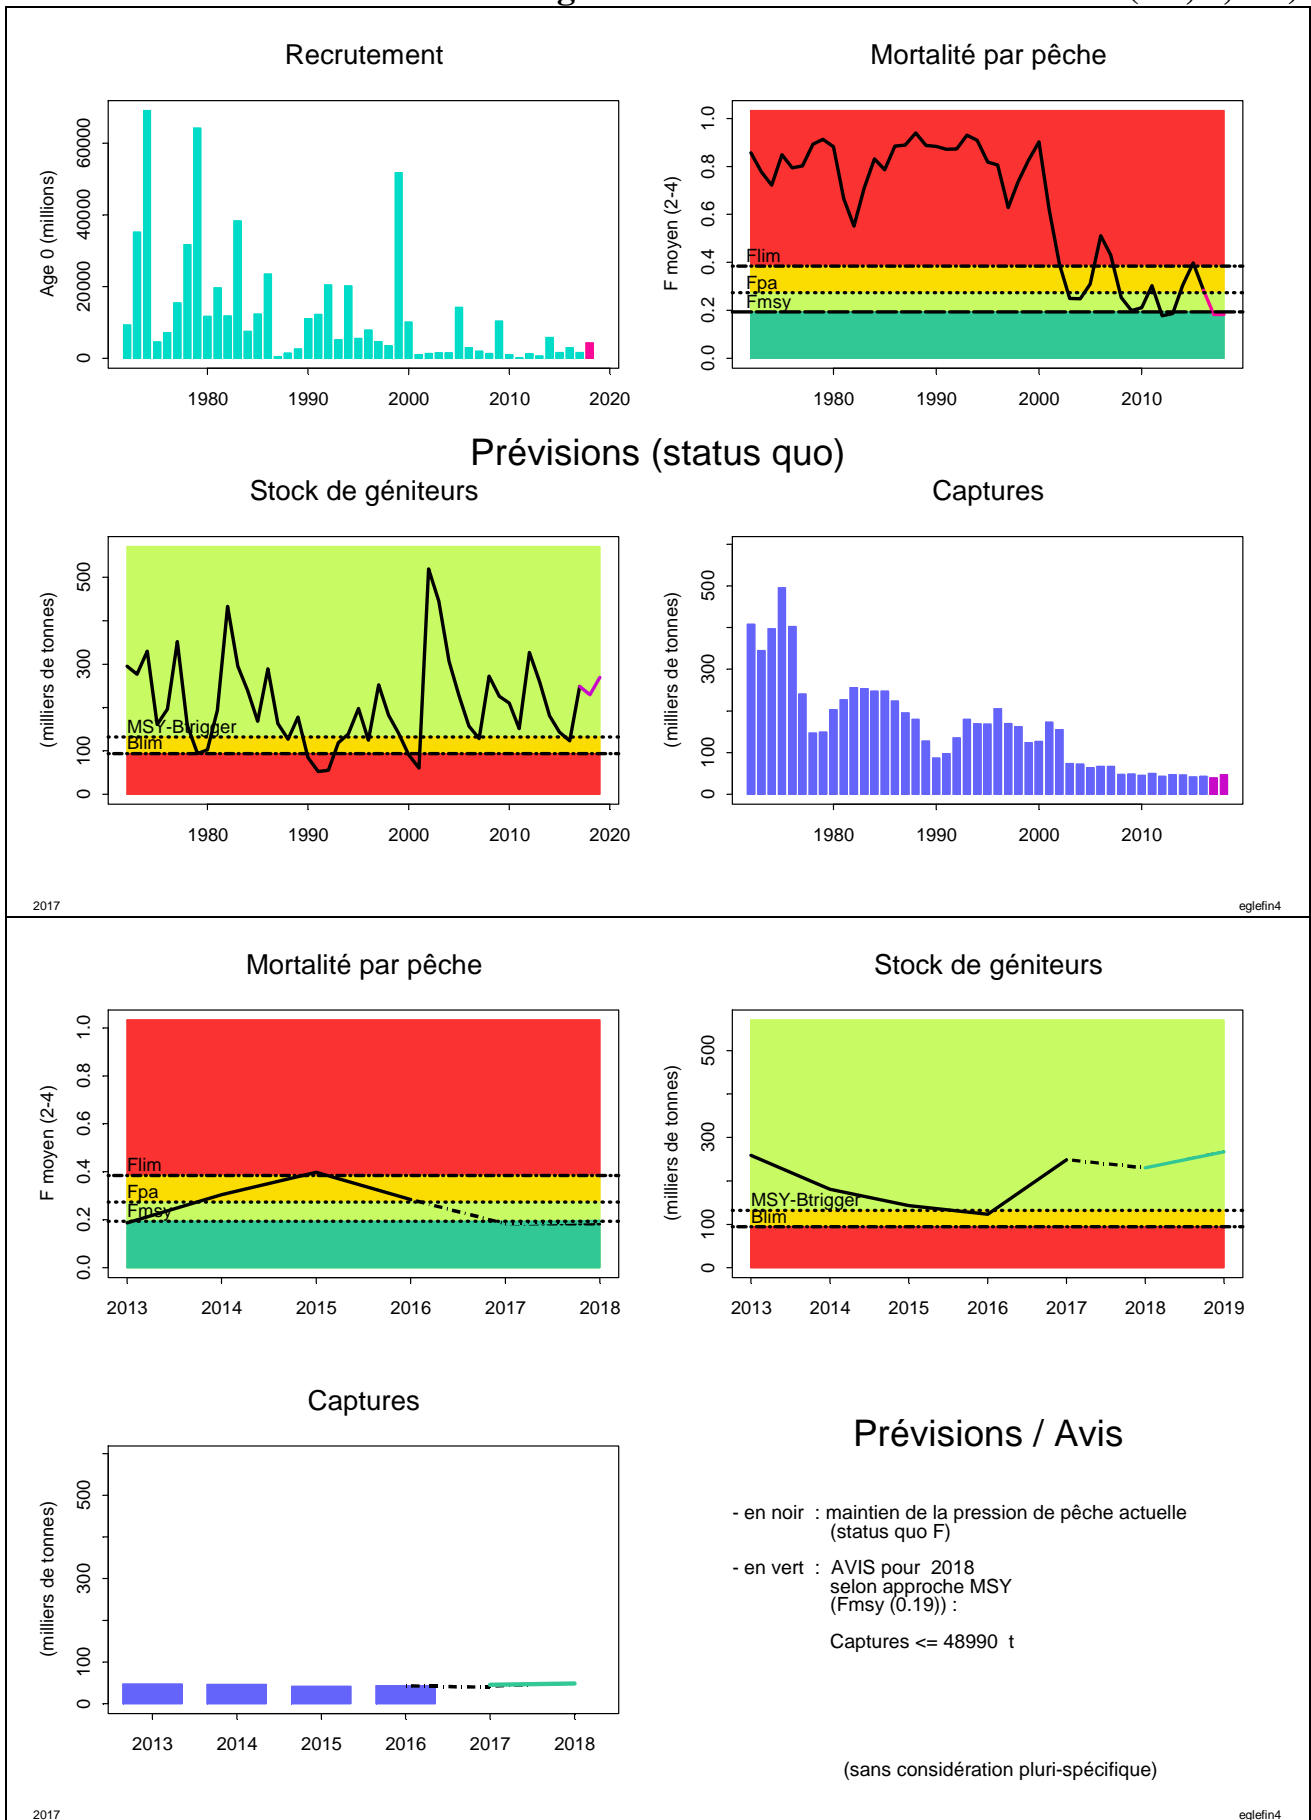 Recrutement
Mortalité par pêche
Age 0 (millions)
0
20000
40000
60000
1980
1990
2000
2010
2020
F moyen (2-4)
0.0
0.2
0.4
0.6
0.8
1.0
Flim
Fpa
Fmsy
1980
1990
2000
2010
Prévisions (status quo)
Stock de géniteurs
Captures
(milliers de tonnes)
0
100
300
500
MSY-Btrigger
Blim
1980
1990
2000
2010
2020
(milliers de tonnes)
0
100
300
500
1980
1990
2000
2010
2017
eglefin4
Mortalité par pêche
Stock de géniteurs
F moyen (2-4)
0.0
0.2
0.4
0.6
0.8
1.0
Flim
Fpa
Fmsy
2013
2014
2015
2016
2017
2018
(milliers de tonnes)
0
100
300
500
MSY-Btrigger
Blim
2013
2014
2015
2016
2017
2018
2019
Captures
(milliers de tonnes)
0
100
300
500
2013
2014
2015
2016
2017
2018
Prévisions / Avis
- en noir : maintien de la pression de pêche actuelle
(status quo F)
- en vert : AVIS pour 2018
selon approche MSY
(Fmsy (0.19)) :
Captures <= 48990 t
(sans considération pluri-spécifique)
2017
eglefin4